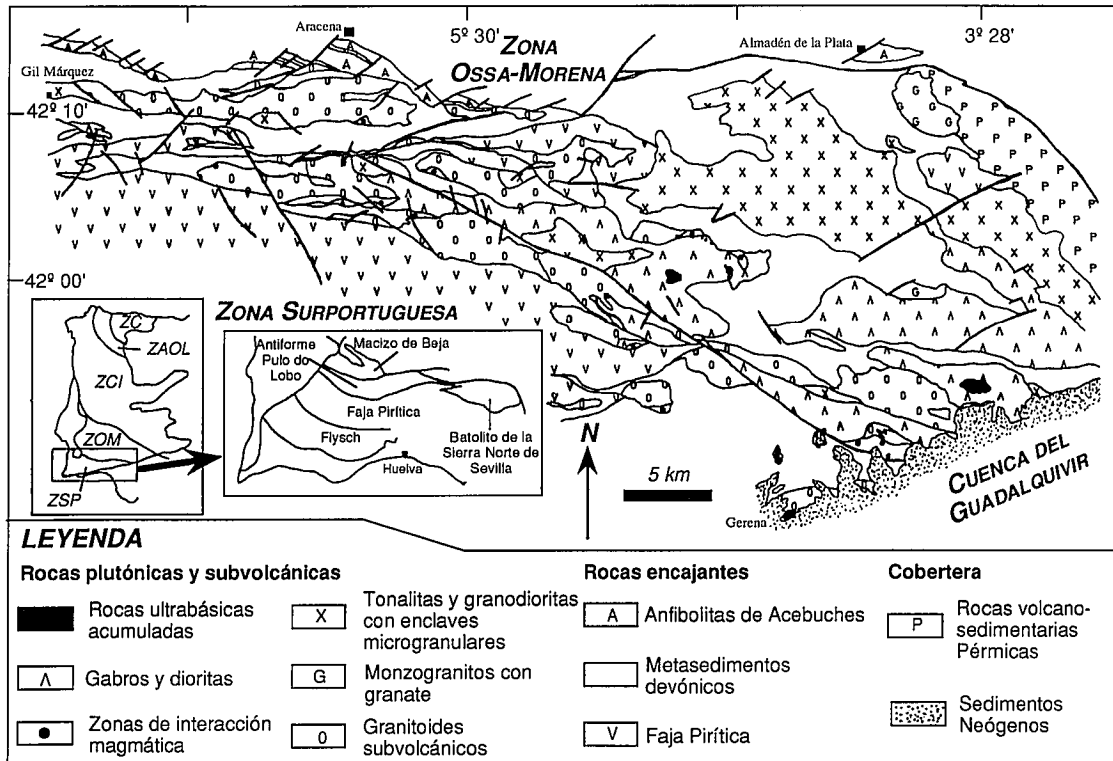 Aracena
5º 30'
3º 28'
ZONA
OSSA-MORENA
Almadén de la Plata
Gil Márquez
42º 10'
42º 00'
ZONA SURPORTUGUESA
ZC
ZAOL
ZCI
ZOM
ZSP
Antiforme
Pulo do
Lobo
Macizo de Beja
Faja Pirítica
Flysch
Huelva
Batolito de la
Sierra Norte de
Sevilla
N
5 km
Gerena
CUENCA DEL
GUADALQUIVIR
LEYENDA
Rocas plutónicas y subvolcánicas
Rocas ultrabásicas
acumuladas
Λ Gabros y dioritas
Zonas de interacción
magmática
X Tonalitas y granodioritas
con enclaves
microgranulares
G Monzogranitos con
granate
0 Granitoides
subvolcánicos
Rocas encajantes
A Anfibolitas de Acebuches
Metasedimentos
devónicos
V Faja Pirítica
Cobertera
P Rocas volcano-
sedimentarias
Pérmicas
Sedimentos
Neógenos